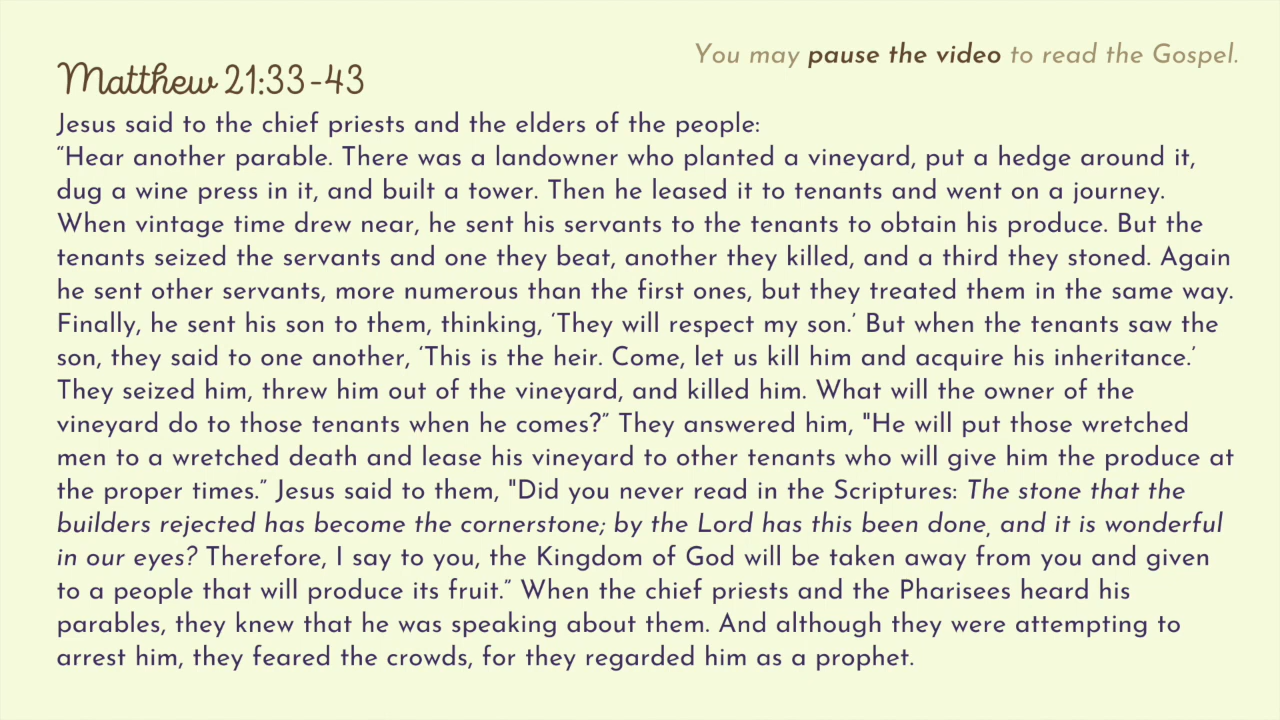 You may pause the video to read the Gospel.
Matthew 21:33-43
Jesus said to the chief priests and the elders of the people:
“Hear another parable. There was a landowner who planted a vineyard, put a hedge around it,
dug a wine press in it, and built a tower. Then he leased it to tenants and went on a journey.
When vintage time drew near, he sent his servants to the tenants to obtain his produce. But the
tenants seized the servants and one they beat, another they killed, and a third they stoned. Again
he sent other servants, more numerous than the first ones, but they treated them in the same way.
Finally, he sent his son to them, thinking, ‘They will respect my son.’ But when the tenants saw the
son, they said to one another, ‘This is the heir. Come, let us kill him and acquire his inheritance.’
They seized him, threw him out of the vineyard, and killed him. What will the owner of the
vineyard do to those tenants when he comes?” They answered him, "He will put those wretched
men to a wretched death and lease his vineyard to other tenants who will give him the produce at
the proper times.” Jesus said to them, "Did you never read in the Scriptures: The stone that the
builders rejected has become the cornerstone; by the Lord has this been done, and it is wonderful
in our eyes? Therefore, I say to you, the Kingdom of God will be taken away from you and given
to a people that will produce its fruit.” When the chief priests and the Pharisees heard his
parables, they knew that he was speaking about them. And although they were attempting to
arrest him, they feared the crowds, for they regarded him as a prophet.